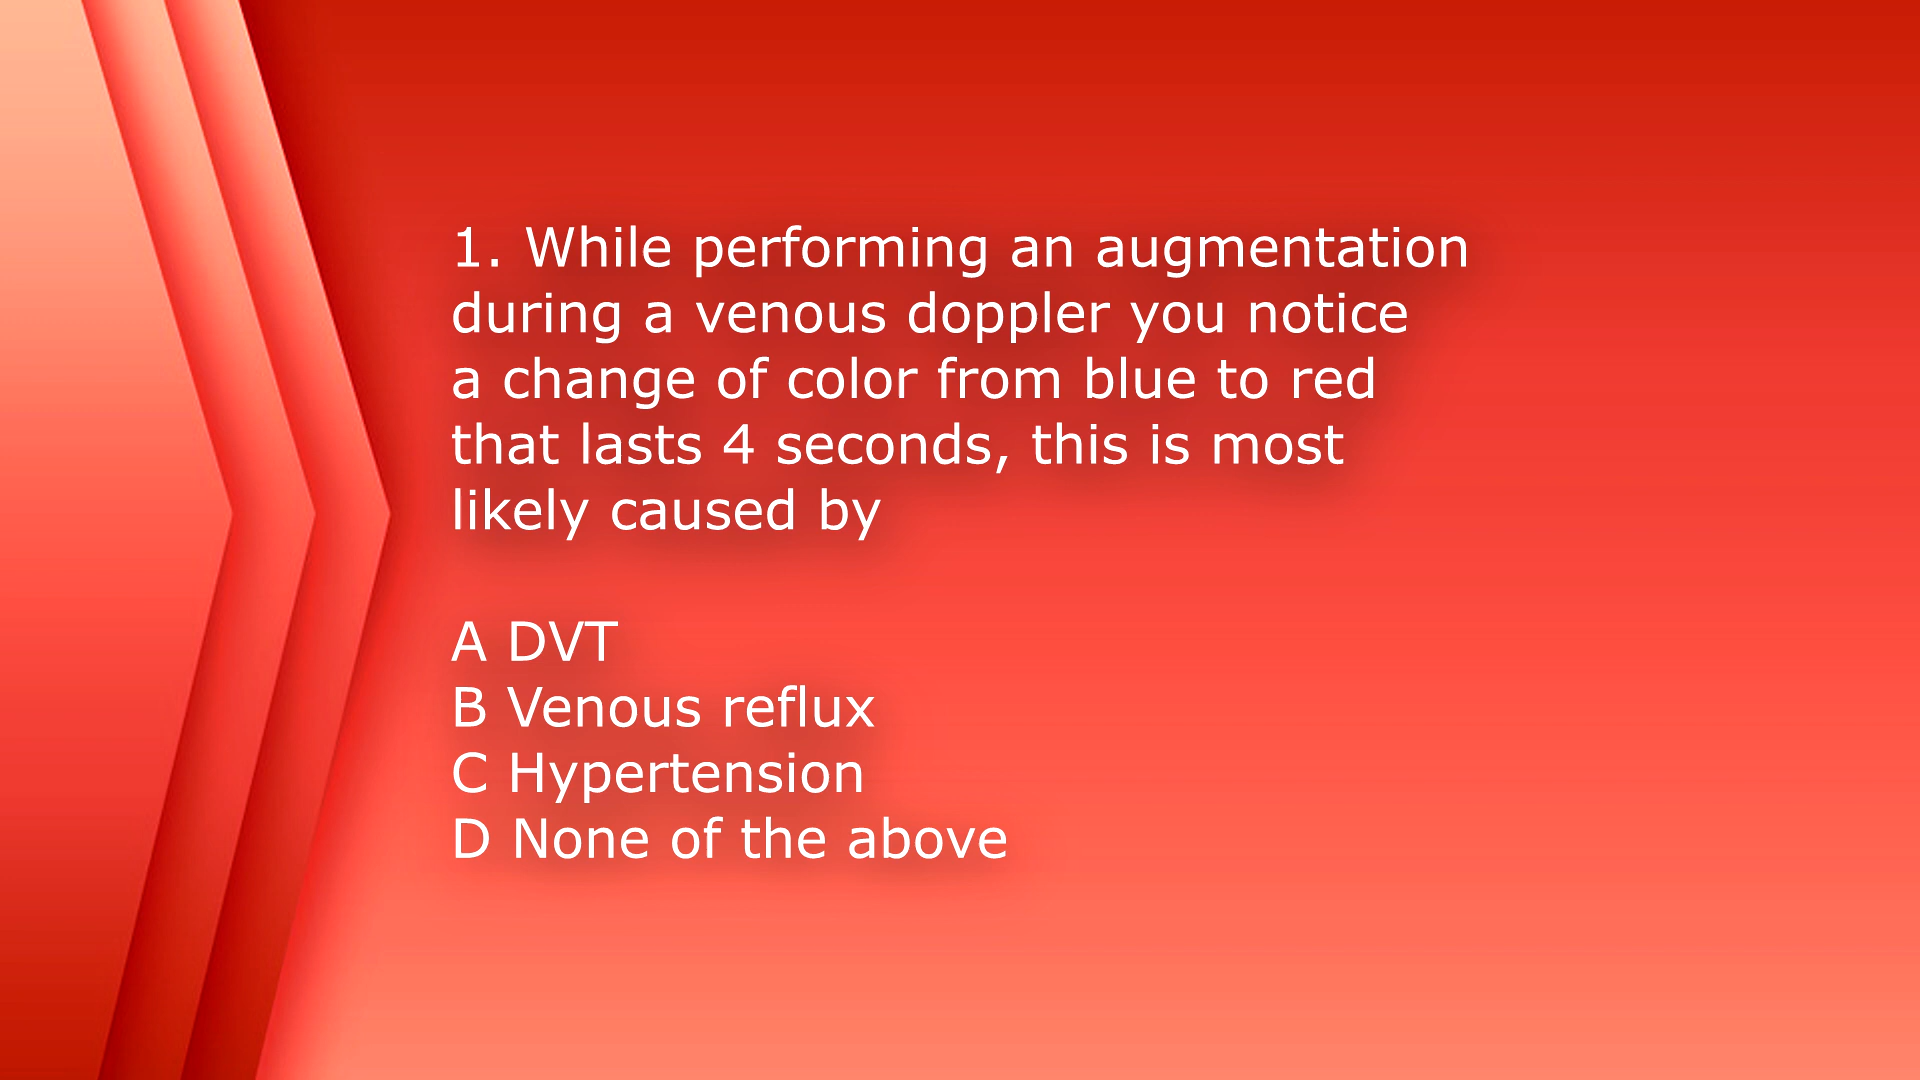 1. While performing an augmentation
during a venous doppler you notice
a change of color from blue to red
that lasts 4 seconds, this is most
likely caused by
A DVT
B Venous reflux
C Hypertension
D None of the above